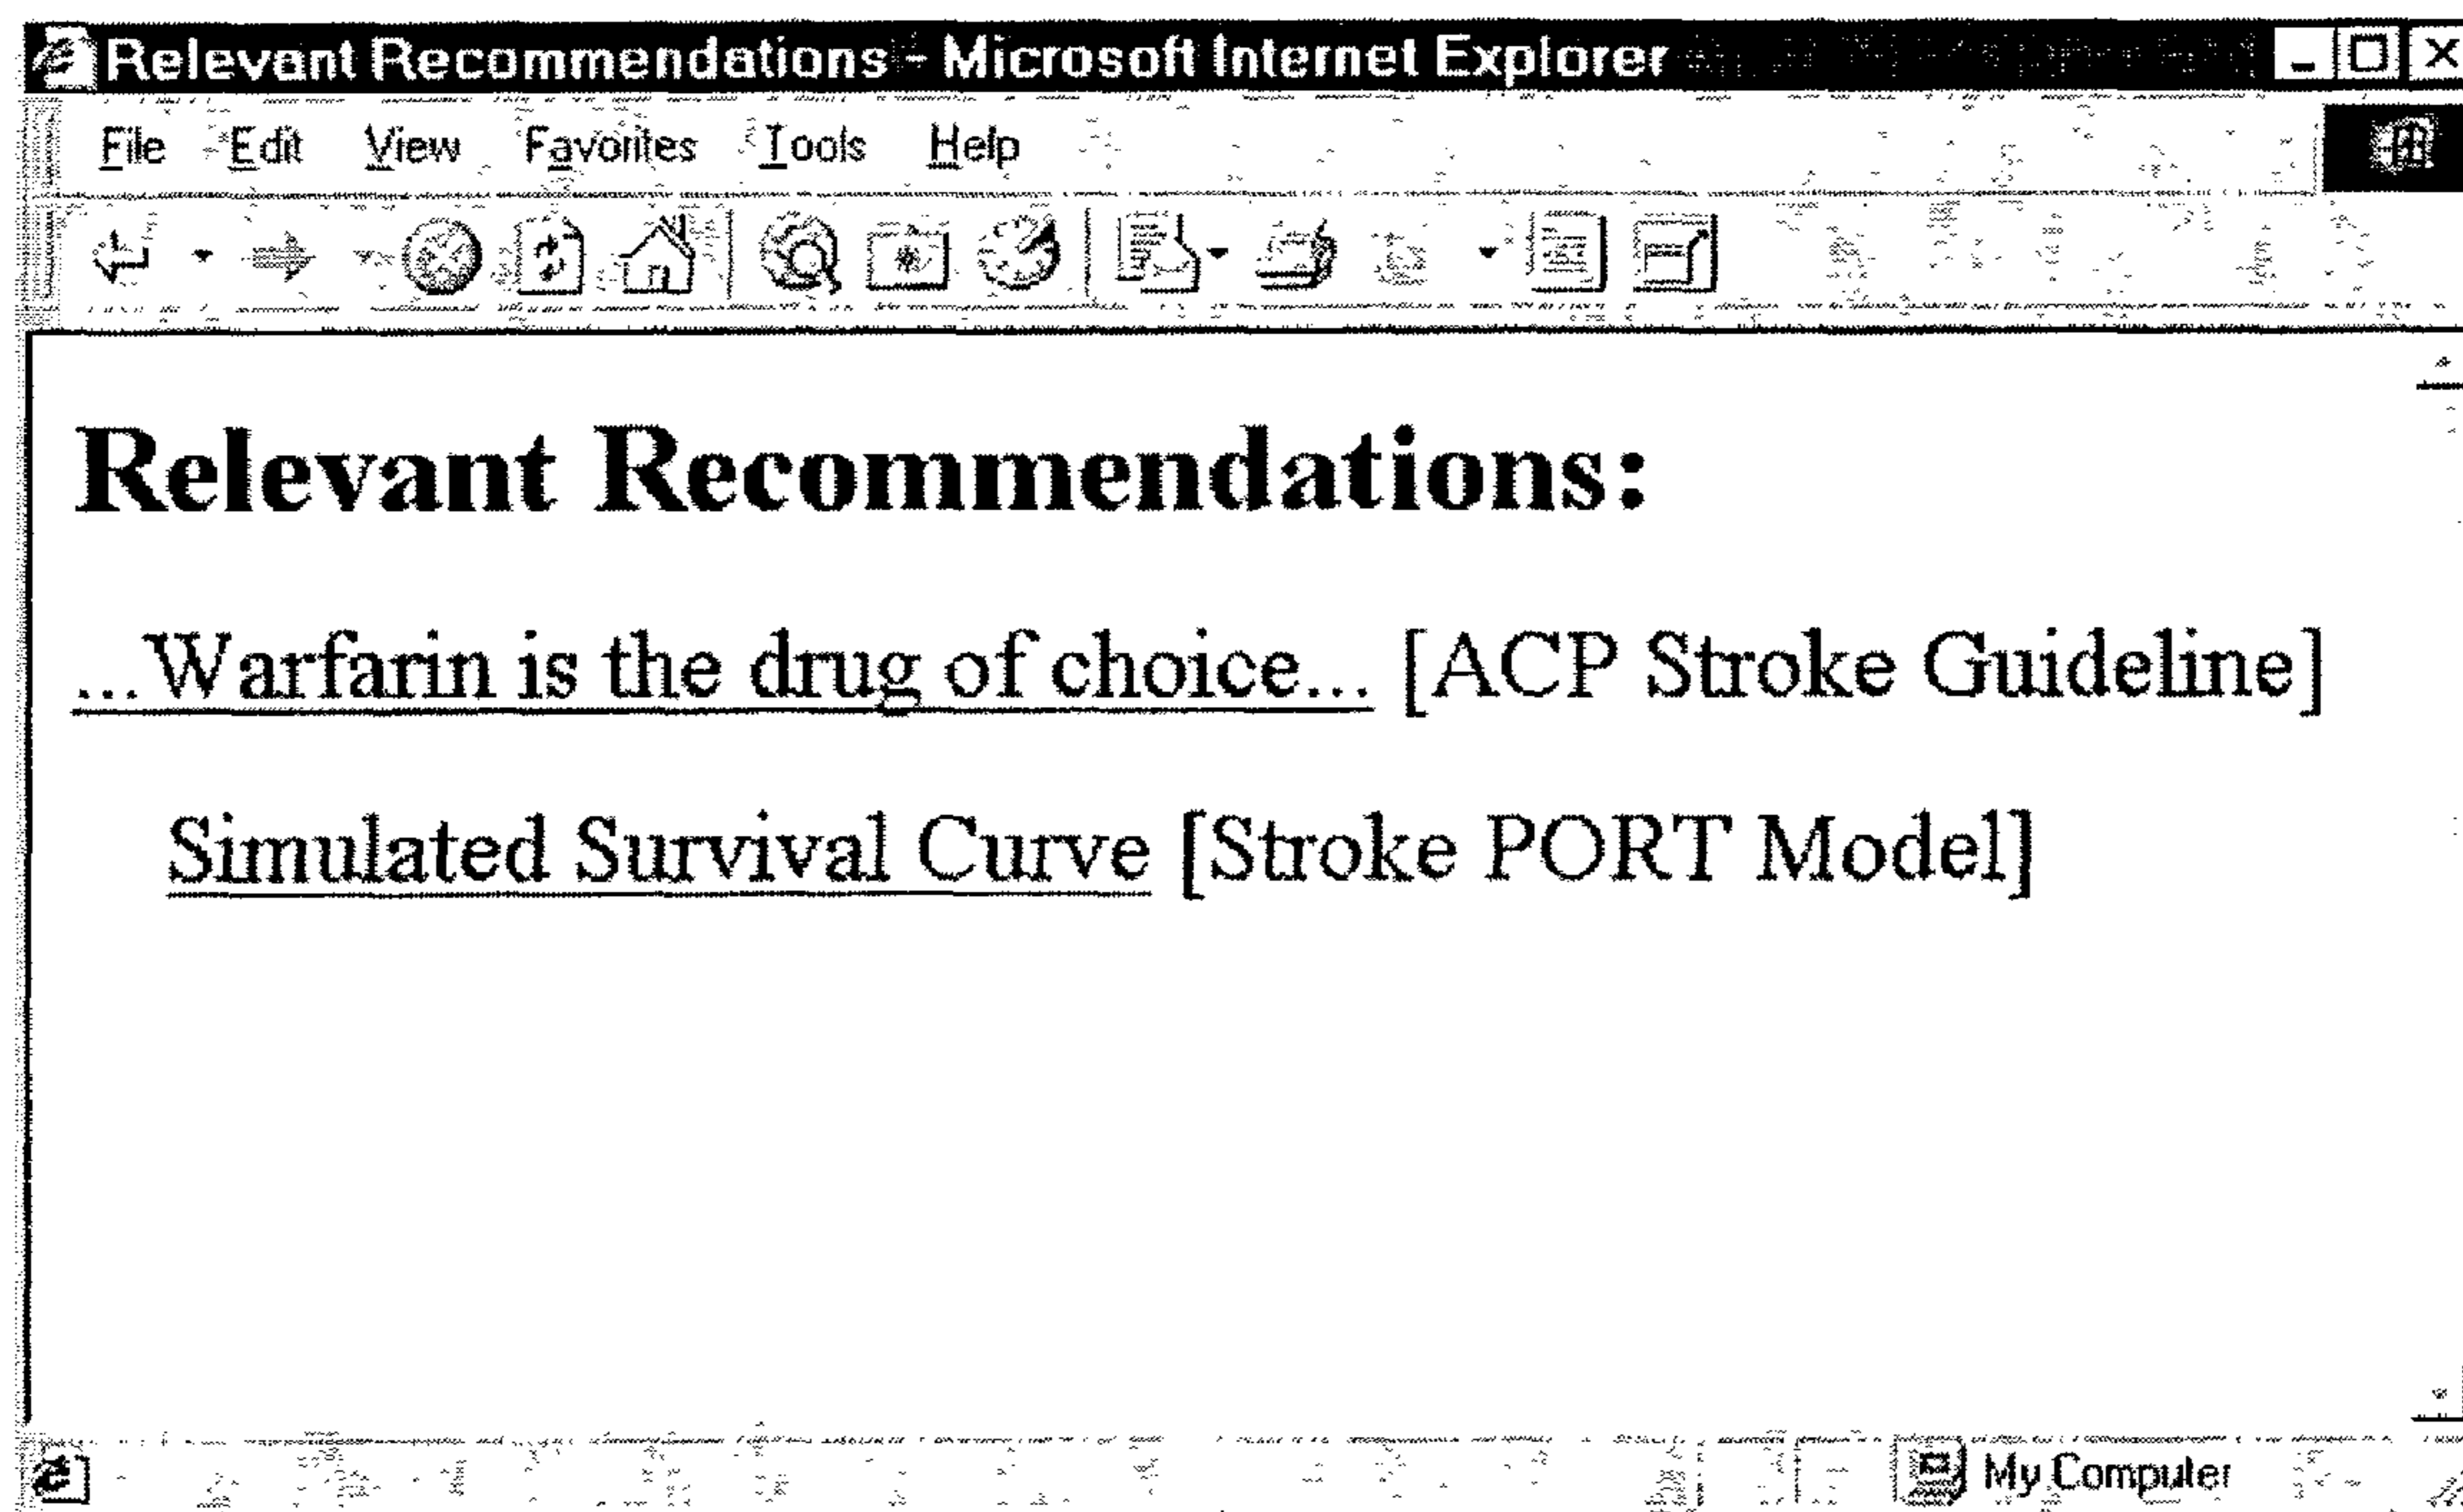 Relevant Recommendations - Microsoft Internet Explorer
File Edit View Favorites Tools Help
Relevant Recommendations:
...Warfarin is the drug of choice... [ACP Stroke Guideline]
Simulated Survival Curve [Stroke PORT Model]
My Computer